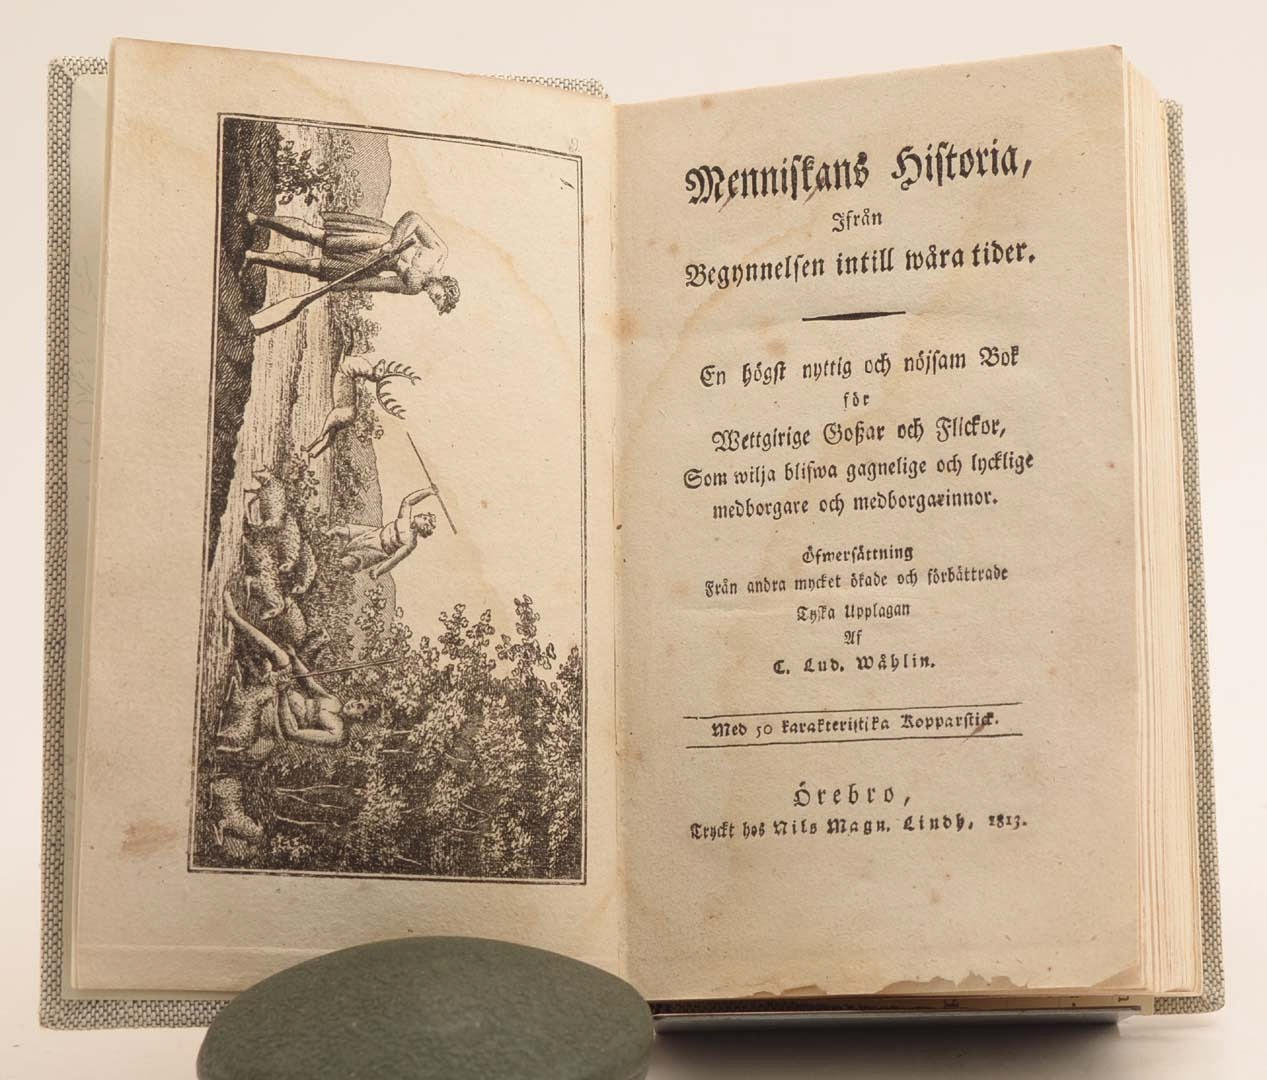 Menniſkans Hiſtoria,
Ifrån
Begynnelſen intill wåra tider.
En högſt nyttig och nöjſam Bok
för
Wettgirige Goßar och Flickor,
Som wilja blifwa gagnelige och lycklige
medborgare och medborgarinnor.
Öfwerſättning
Från andra mycket ökade och förbättrade
Tyſka Upplagan
Af
C. Lud. Wåhlin.
Med 50 karakteriſtiſka Kopparſtick.
Örebro,
Tryckt hos Nils Magn. Lindh, 1813.